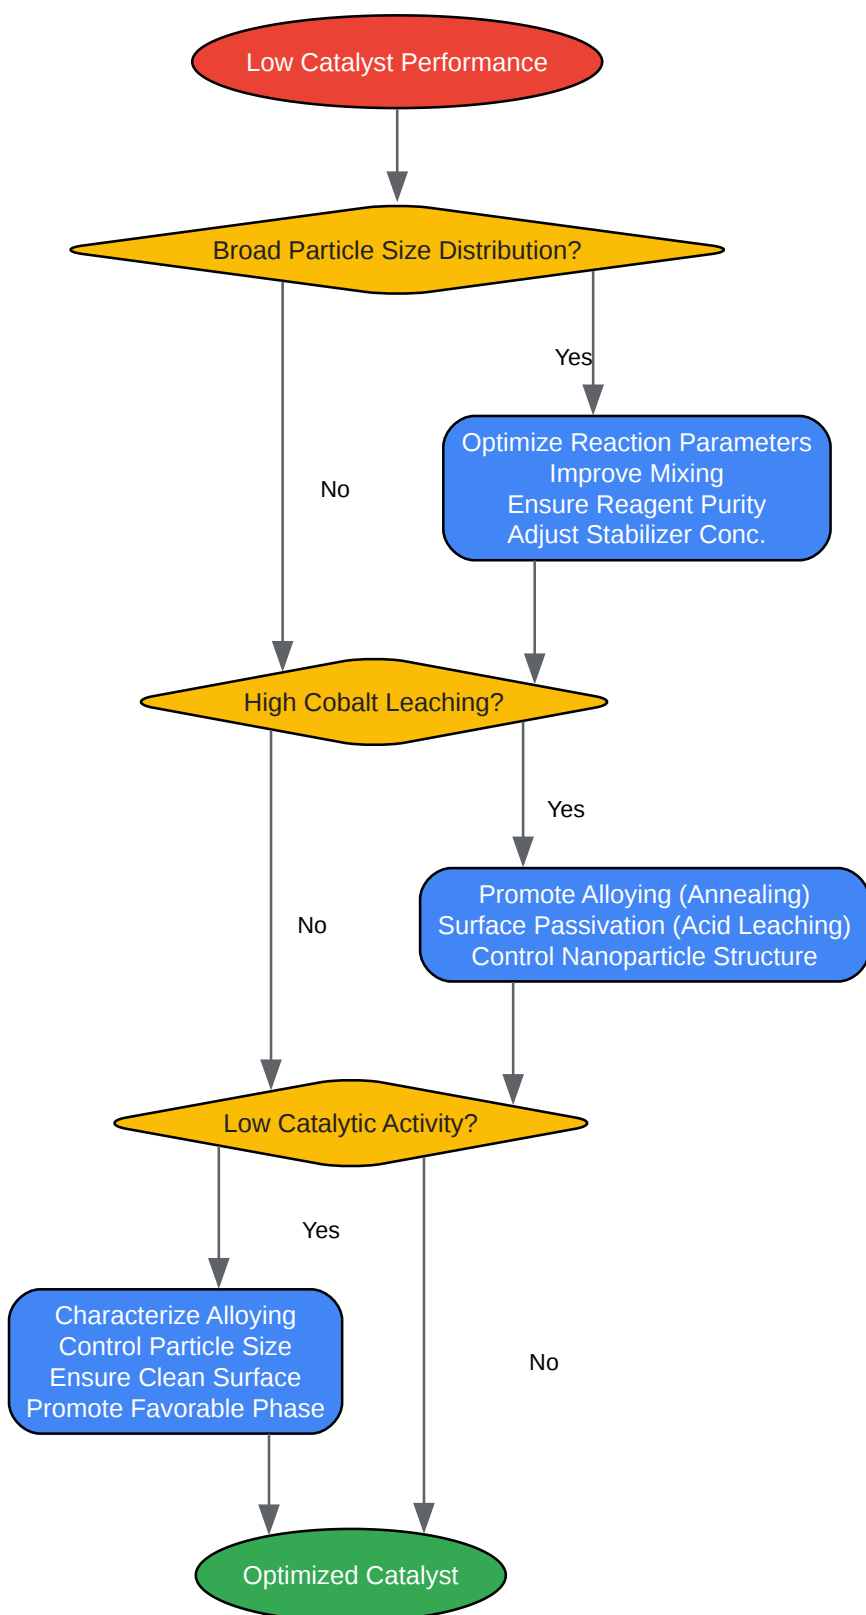 Low Catalyst Performance
Broad Particle Size Distribution?
Yes
Optimize Reaction Parameters
Improve Mixing
Ensure Reagent Purity
Adjust Stabilizer Conc.
No
High Cobalt Leaching?
Yes
Promote Alloying (Annealing)
Surface Passivation (Acid Leaching)
Control Nanoparticle Structure
No
Low Catalytic Activity?
Yes
Characterize Alloying
Control Particle Size
Ensure Clean Surface
Promote Favorable Phase
No
Optimized Catalyst